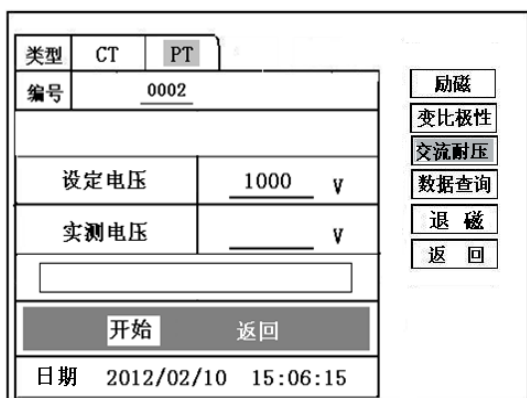 类型 CT PT
编号 0002
设定电压 1000 V
实测电压 V
开始 返回
日期 2012/02/10 15:06:15
励磁
变比极性
交流耐压
数据查询
退 磁
返 回